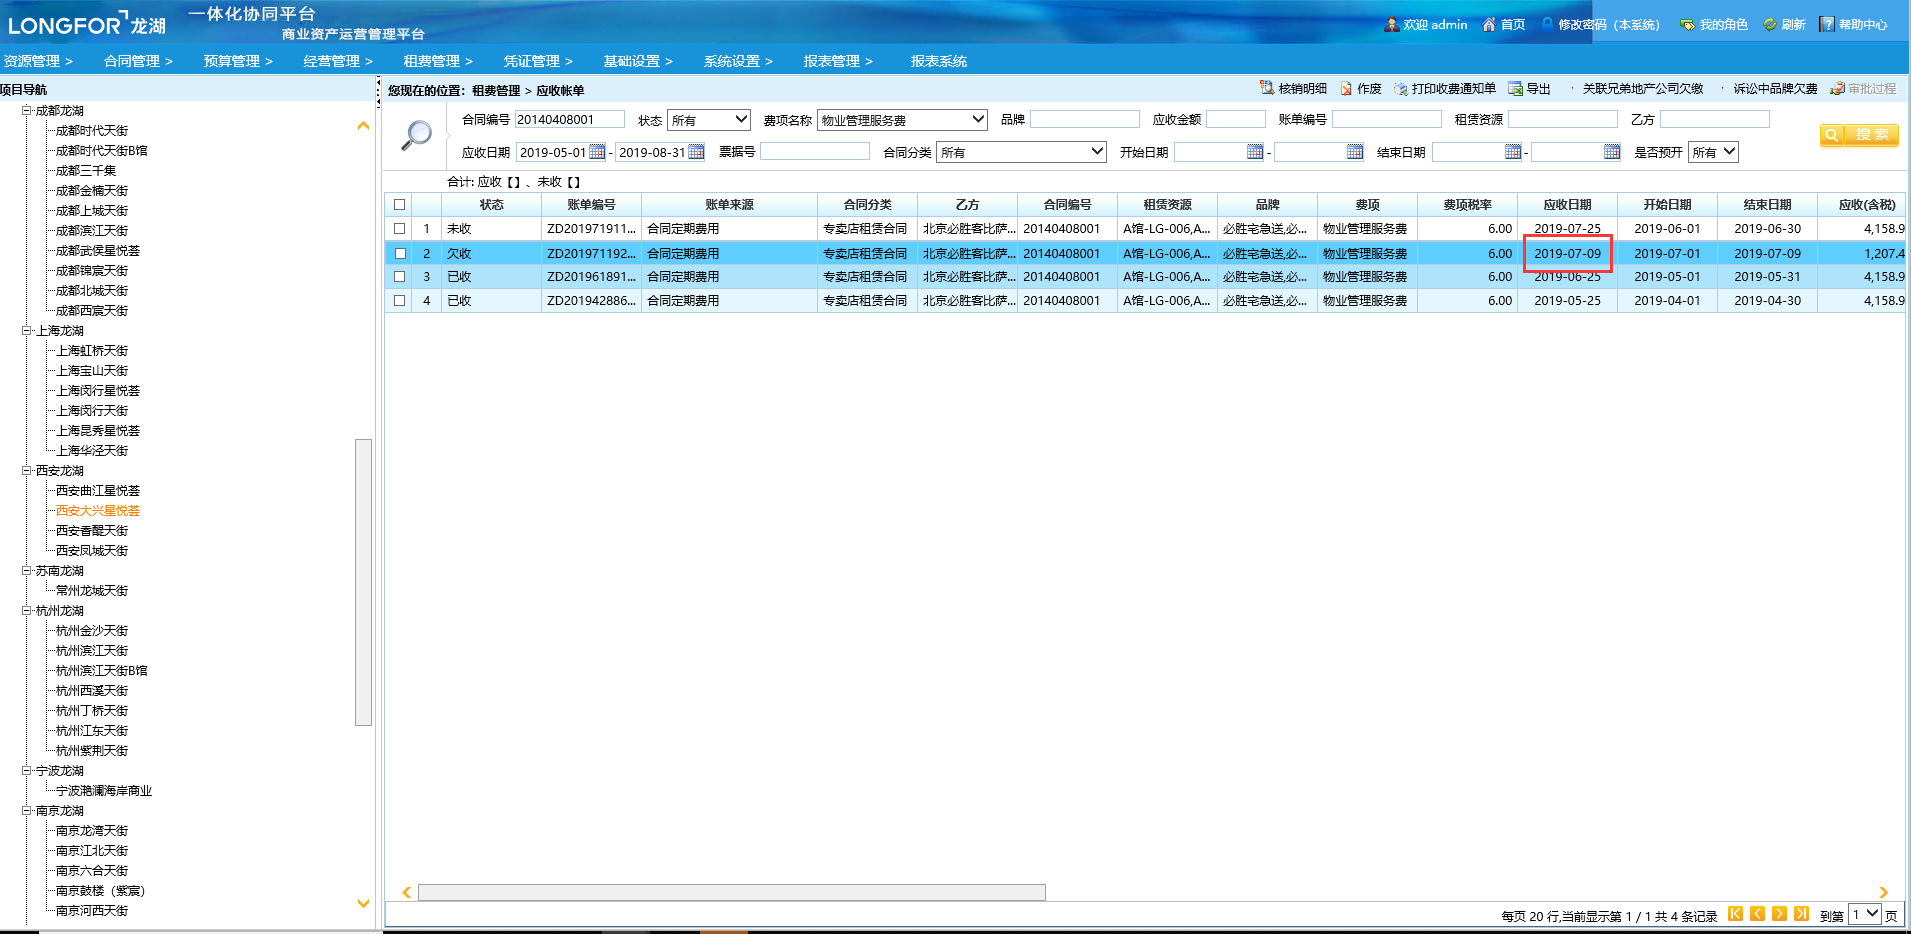 LONGFOR 龙湖 一体化协同平台
商业资产运营管理平台
欢迎 admin 首页 修改密码（本系统） 我的角色 刷新 帮助中心
资源管理 > 合同管理 > 预算管理 > 经营管理 > 租费管理 > 凭证管理 > 基础设置 > 系统设置 > 报表管理 > 报表系统
项目导航
成都龙湖
成都时代天街
成都时代天街B馆
成都三千集
成都金楠天街
成都上城天街
成都滨江天街
成都武侯星悦荟
成都锦宸天街
成都北城天街
成都西宸天街
上海龙湖
上海虹桥天街
上海宝山天街
上海闵行星悦荟
上海闵行天街
上海昆秀星悦荟
上海华泾天街
西安龙湖
西安曲江星悦荟
西安大兴星悦荟
西安香醍天街
西安凤城天街
苏南龙湖
常州龙城天街
杭州龙湖
杭州金沙天街
杭州滨江天街
杭州滨江天街B馆
杭州西溪天街
杭州丁桥天街
杭州江东天街
杭州紫荆天街
宁波龙湖
宁波滟澜海岸商业
南京龙湖
南京龙湾天街
南京江北天街
南京六合天街
南京鼓楼（紫宸）
南京河西天街
您现在的位置：租费管理 > 应收帐单
核销明细 作废 打印收费通知单 导出 · 关联兄弟地产公司欠缴 · 诉讼中品牌欠费 审批过程
合同编号 20140408001 状态 所有 费项名称 物业管理服务费 品牌 应收金额 账单编号 租赁资源 乙方
搜 索
应收日期 2019-05-01 - 2019-08-31 票据号 合同分类 所有 开始日期 - 结束日期 - 是否预开 所有
合计: 应收【】、未收【】
状态 账单编号 账单来源 合同分类 乙方 合同编号 租赁资源 品牌 费项 费项税率 应收日期 开始日期 结束日期 应收(含税)
1 未收 ZD201971911... 合同定期费用 专卖店租赁合同 北京必胜客比萨... 20140408001 A馆-LG-006,A... 必胜宅急送,必... 物业管理服务费 6.00 2019-07-25 2019-06-01 2019-06-30 4,158.9
2 欠收 ZD201971192... 合同定期费用 专卖店租赁合同 北京必胜客比萨... 20140408001 A馆-LG-006,A... 必胜宅急送,必... 物业管理服务费 6.00 2019-07-09 2019-07-01 2019-07-09 1,207.4
3 已收 ZD201961891... 合同定期费用 专卖店租赁合同 北京必胜客比萨... 20140408001 A馆-LG-006,A... 必胜宅急送,必... 物业管理服务费 6.00 2019-06-25 2019-05-01 2019-05-31 4,158.9
4 已收 ZD201942886... 合同定期费用 专卖店租赁合同 北京必胜客比萨... 20140408001 A馆-LG-006,A... 必胜宅急送,必... 物业管理服务费 6.00 2019-05-25 2019-04-01 2019-04-30 4,158.9
每页 20 行,当前显示第 1 / 1 共 4 条记录 到第 1 页